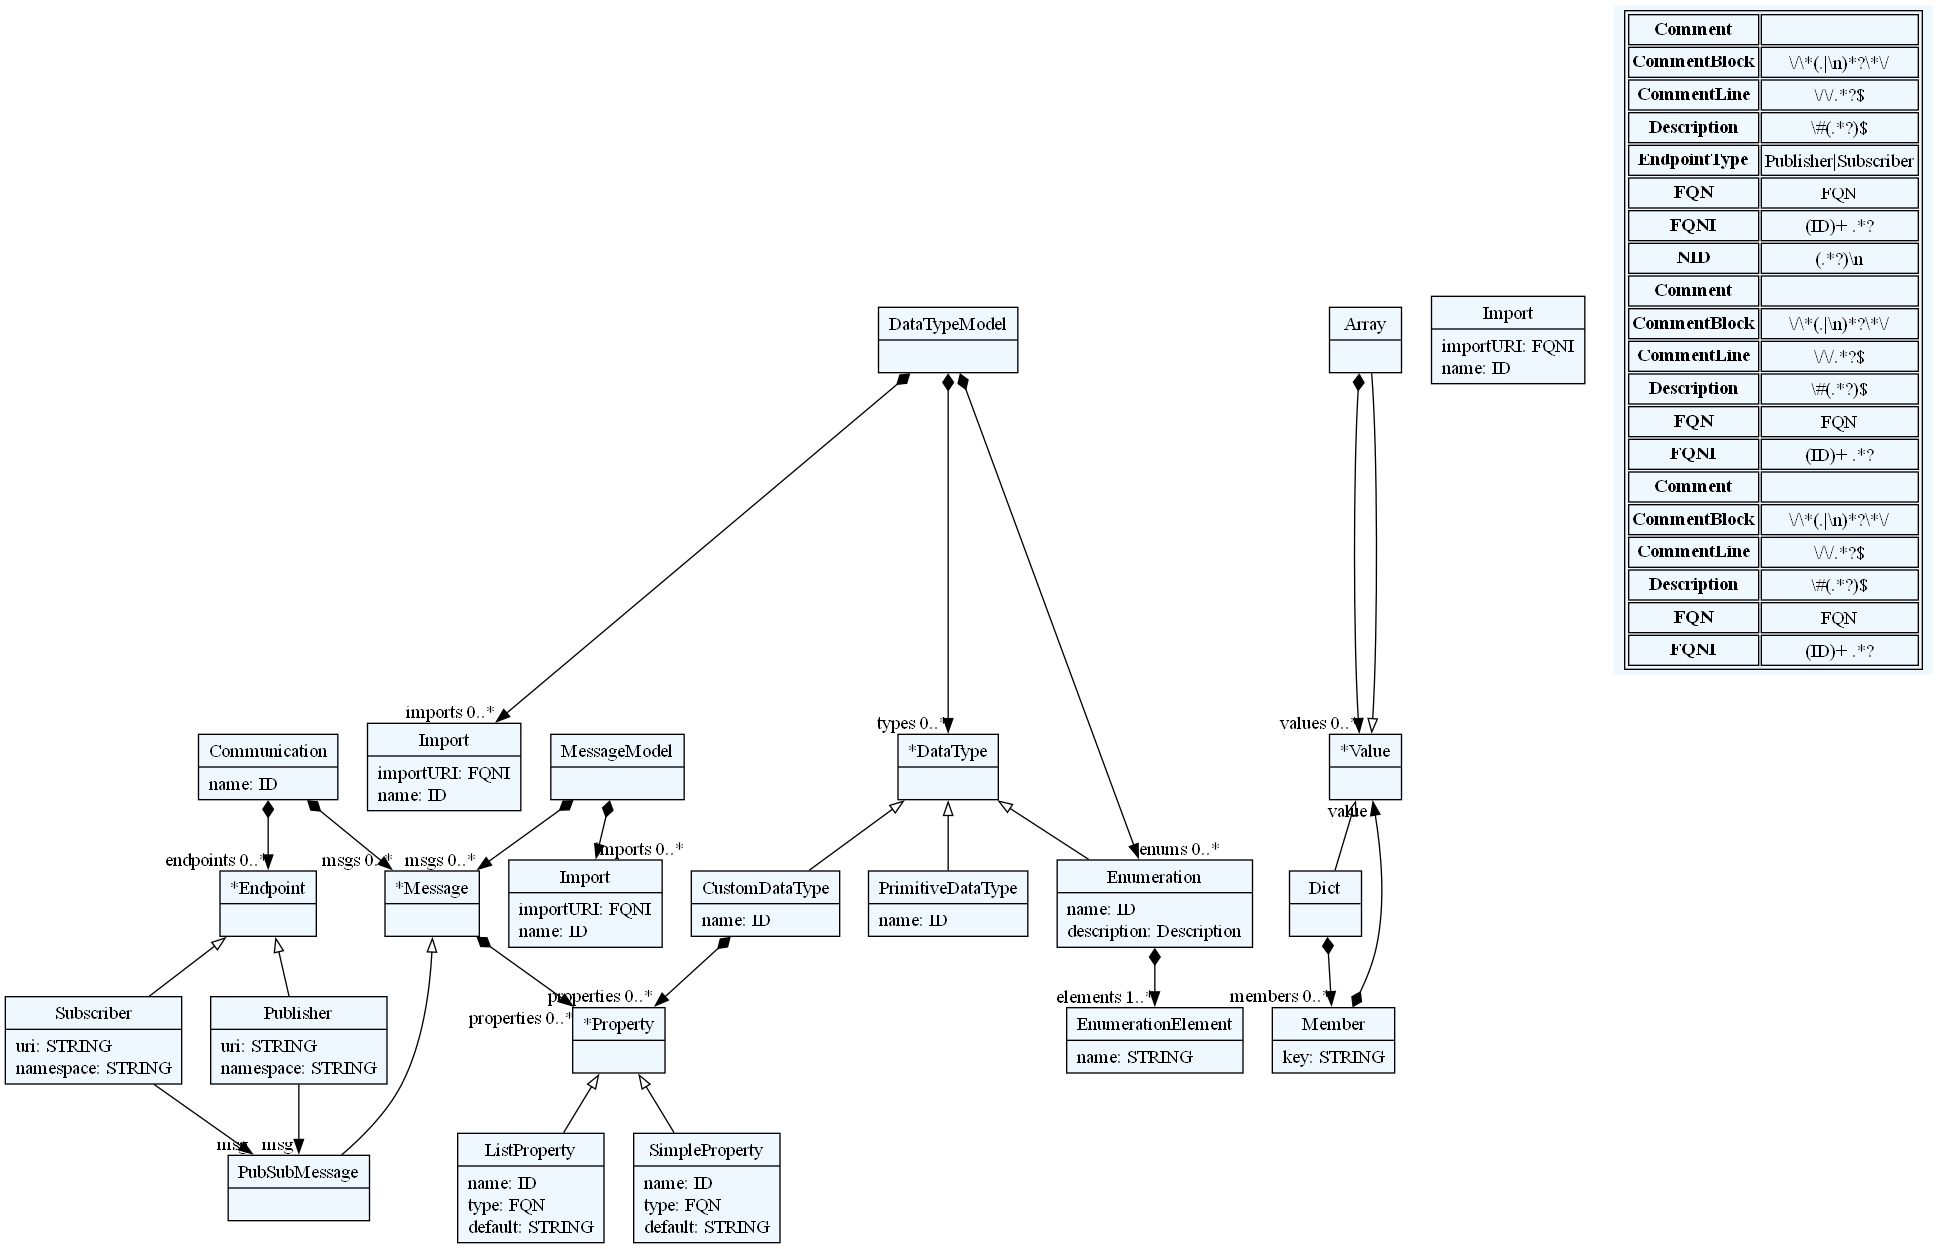 Comment
CommentBlock \/\*(.|\n)*?\*\/
CommentLine \/\/.*?$
Description \#(.*?)$
EndpointType Publisher|Subscriber
FQN FQN
FQNI (ID)+ .*?
NID (.*?)\n
Comment
CommentBlock \/\*(.|\n)*?\*\/
CommentLine \/\/.*?$
Description \#(.*?)$
FQN FQN
FQNI (ID)+ .*?
Comment
CommentBlock \/\*(.|\n)*?\*\/
CommentLine \/\/.*?$
Description \#(.*?)$
FQN FQN
FQNI (ID)+ .*?
DataTypeModel
Array
Import
importURI: FQNI
name: ID
imports 0..*
types 0..*
values 0..*
Communication
name: ID
Import
importURI: FQNI
name: ID
MessageModel
*DataType
*Value
value
endpoints 0..*
msgs 0..*
msgs 0..*
imports 0..*
enums 0..*
*Endpoint
*Message
Import
importURI: FQNI
name: ID
CustomDataType
name: ID
PrimitiveDataType
name: ID
Enumeration
name: ID
description: Description
Dict
properties 0..*
properties 0..*
elements 1..*
members 0..*
Subscriber
uri: STRING
namespace: STRING
Publisher
uri: STRING
namespace: STRING
*Property
EnumerationElement
name: STRING
Member
key: STRING
msg
msg
PubSubMessage
ListProperty
name: ID
type: FQN
default: STRING
SimpleProperty
name: ID
type: FQN
default: STRING